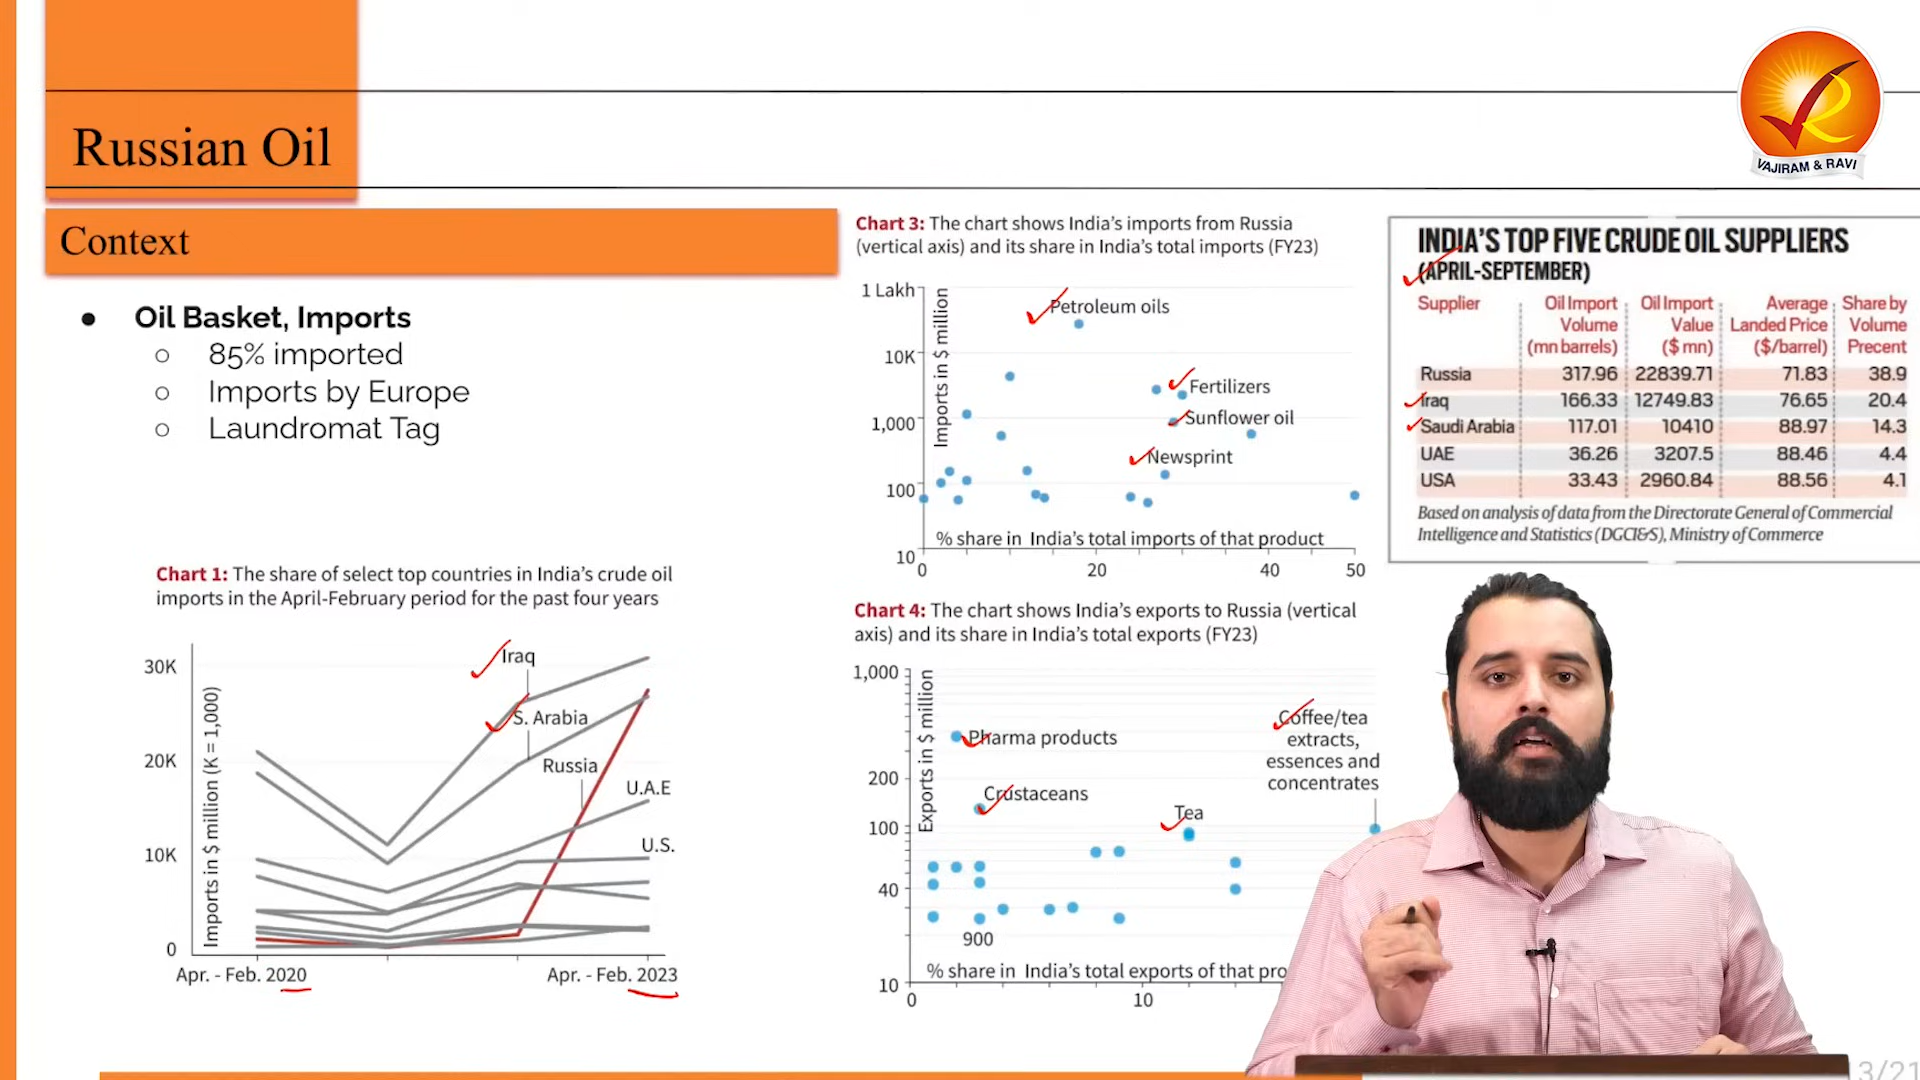 VAJIRAM & RAVI
Russian Oil
Context
● Oil Basket, Imports
○ 85% imported
○ Imports by Europe
○ Laundromat Tag
Chart 1: The share of select top countries in India's crude oil
imports in the April-February period for the past four years
Imports in $ million (K = 1,000)
30K
20K
10K
0
Iraq
S. Arabia
Russia
U.A.E
U.S.
Apr. - Feb. 2020
Apr. - Feb. 2023
Chart 3: The chart shows India's imports from Russia
(vertical axis) and its share in India's total imports (FY23)
Imports in $ million
1 Lakh
10K
1,000
100
10
Petroleum oils
Fertilizers
Sunflower oil
Newsprint
% share in India's total imports of that product
0 20 40 50
Chart 4: The chart shows India's exports to Russia (vertical
axis) and its share in India's total exports (FY23)
Exports in $ million
1,000
200
100
40
10
Pharma products
Crustaceans
Tea
Coffee/tea
extracts,
essences and
concentrates
900
% share in India's total exports of that pro
0 10
INDIA'S TOP FIVE CRUDE OIL SUPPLIERS
(APRIL-SEPTEMBER)
Supplier Oil Import Volume (mn barrels) Oil Import Value ($ mn) Average Landed Price ($/barrel) Share by Volume Precent
Russia 317.96 22839.71 71.83 38.9
Iraq 166.33 12749.83 76.65 20.4
Saudi Arabia 117.01 10410 88.97 14.3
UAE 36.26 3207.5 88.46 4.4
USA 33.43 2960.84 88.56 4.1
Based on analysis of data from the Directorate General of Commercial
Intelligence and Statistics (DGCI&S), Ministry of Commerce
3/21